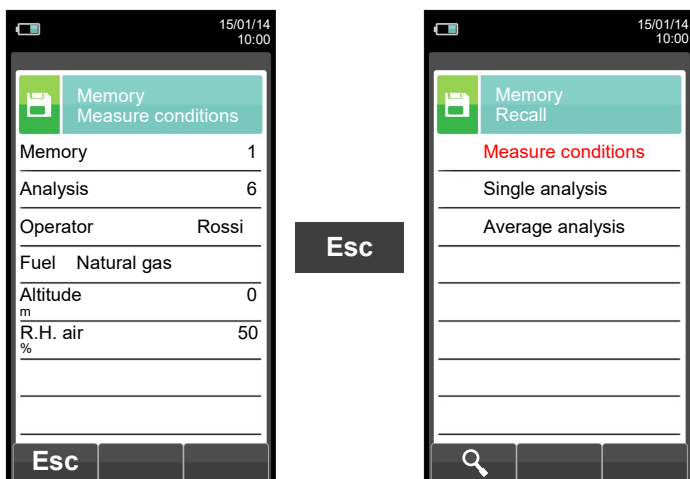 15/01/14
10:00
Memory
Measure conditions
Memory 1
Analysis 6
Operator Rossi
Fuel Natural gas
Altitude 0
m
R.H. air 50
%
Esc
Esc
15/01/14
10:00
Memory
Recall
Measure conditions
Single analysis
Average analysis